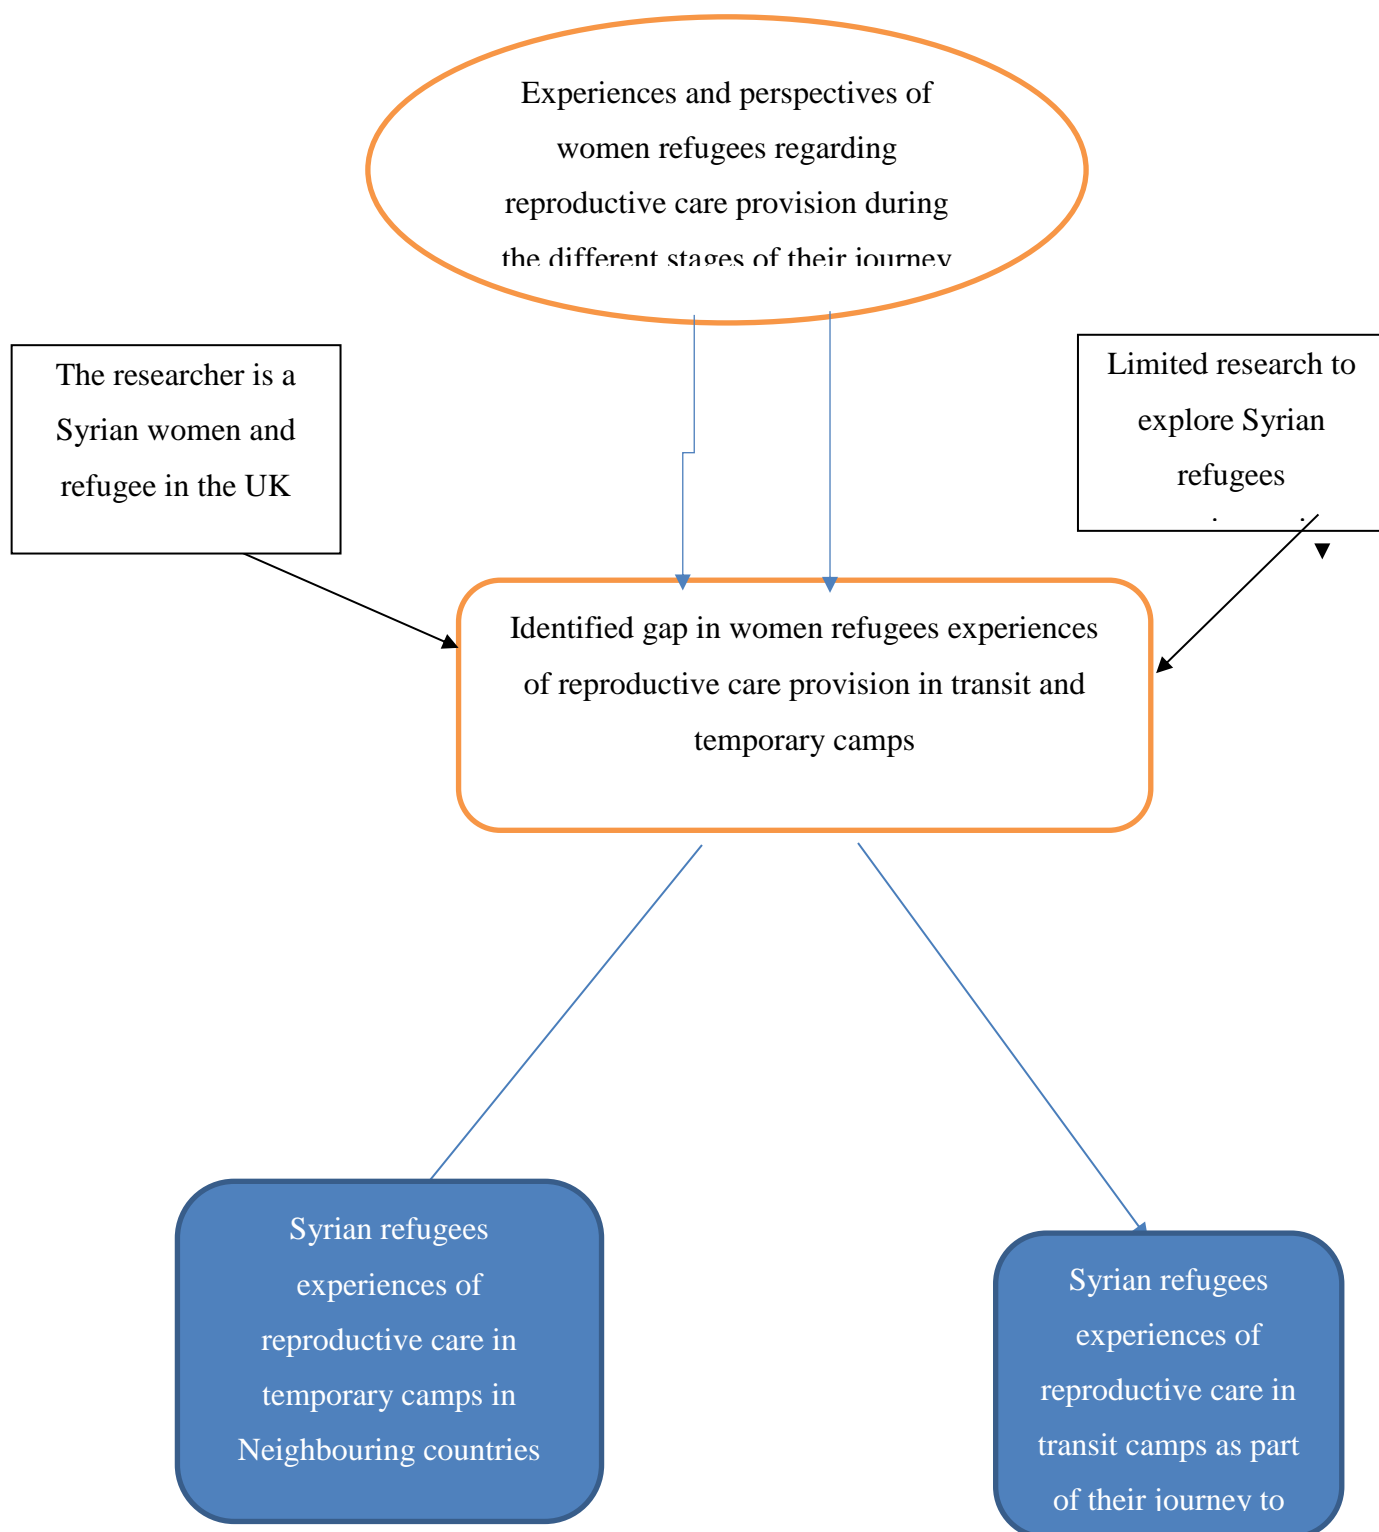 Experiences and perspectives of
women refugees regarding
reproductive care provision during
the different stages of their journey
The researcher is a
Syrian women and
refugee in the UK
Limited research to
explore Syrian
refugees
Identified gap in women refugees experiences
of reproductive care provision in transit and
temporary camps
Syrian refugees
experiences of
reproductive care in
temporary camps in
Neighbouring countries
Syrian refugees
experiences of
reproductive care in
transit camps as part
of their journey to